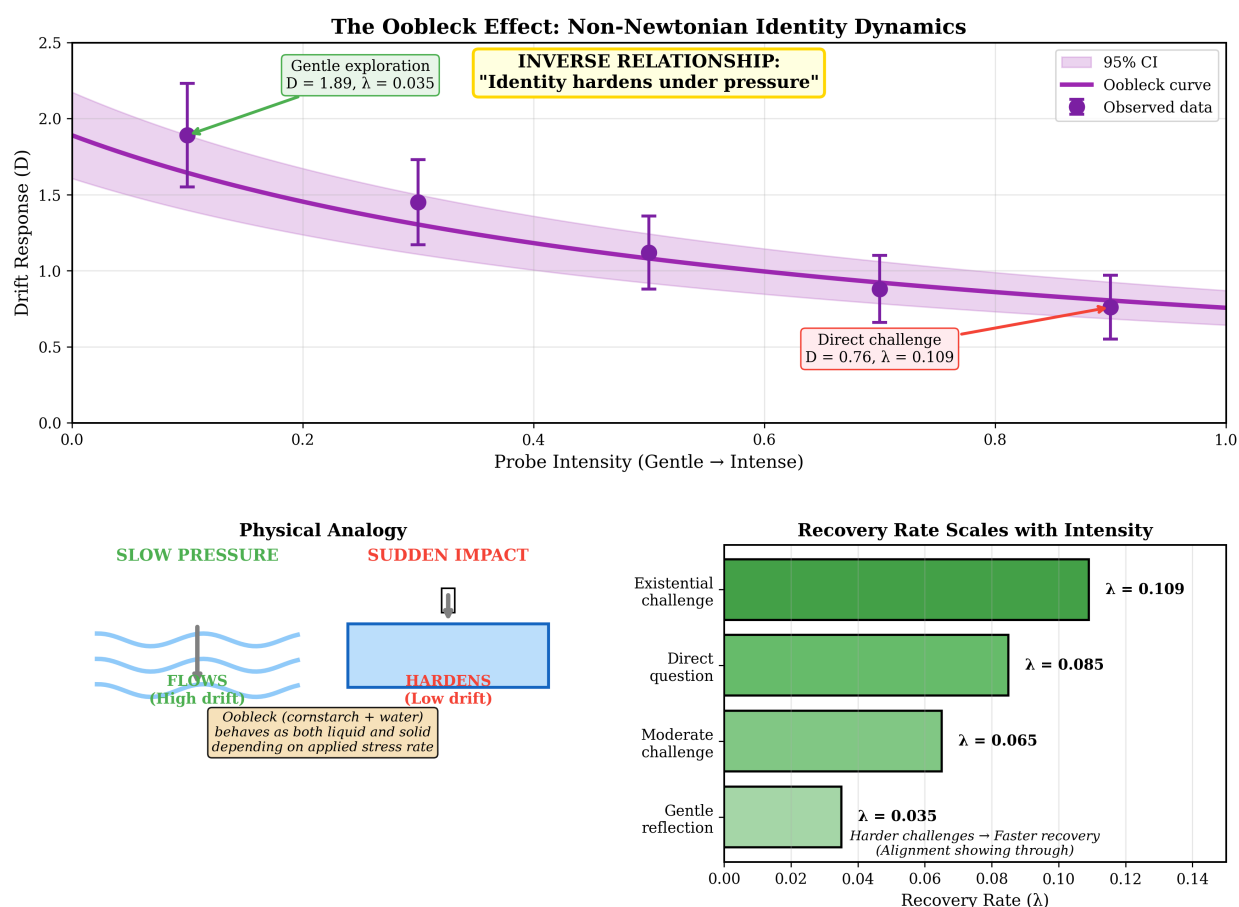 The Oobleck Effect: Non-Newtonian Identity Dynamics
Drift Response (D)
2.5
2.0
1.5
1.0
0.5
0.0
Gentle exploration
D = 1.89, λ = 0.035
INVERSE RELATIONSHIP:
"Identity hardens under pressure"
95% CI
Oobleck curve
Observed data
Direct challenge
D = 0.76, λ = 0.109
0.0 0.2 0.4 0.6 0.8 1.0
Probe Intensity (Gentle → Intense)
Physical Analogy
SLOW PRESSURE
SUDDEN IMPACT
FLOWS
(High drift)
HARDENS
(Low drift)
Oobleck (cornstarch + water)
behaves as both liquid and solid
depending on applied stress rate
Recovery Rate Scales with Intensity
Existential
challenge
λ = 0.109
Direct
question
λ = 0.085
Moderate
challenge
λ = 0.065
Gentle
reflection
λ = 0.035
Harder challenges → Faster recovery
(Alignment showing through)
0.00 0.02 0.04 0.06 0.08 0.10 0.12 0.14
Recovery Rate (λ)